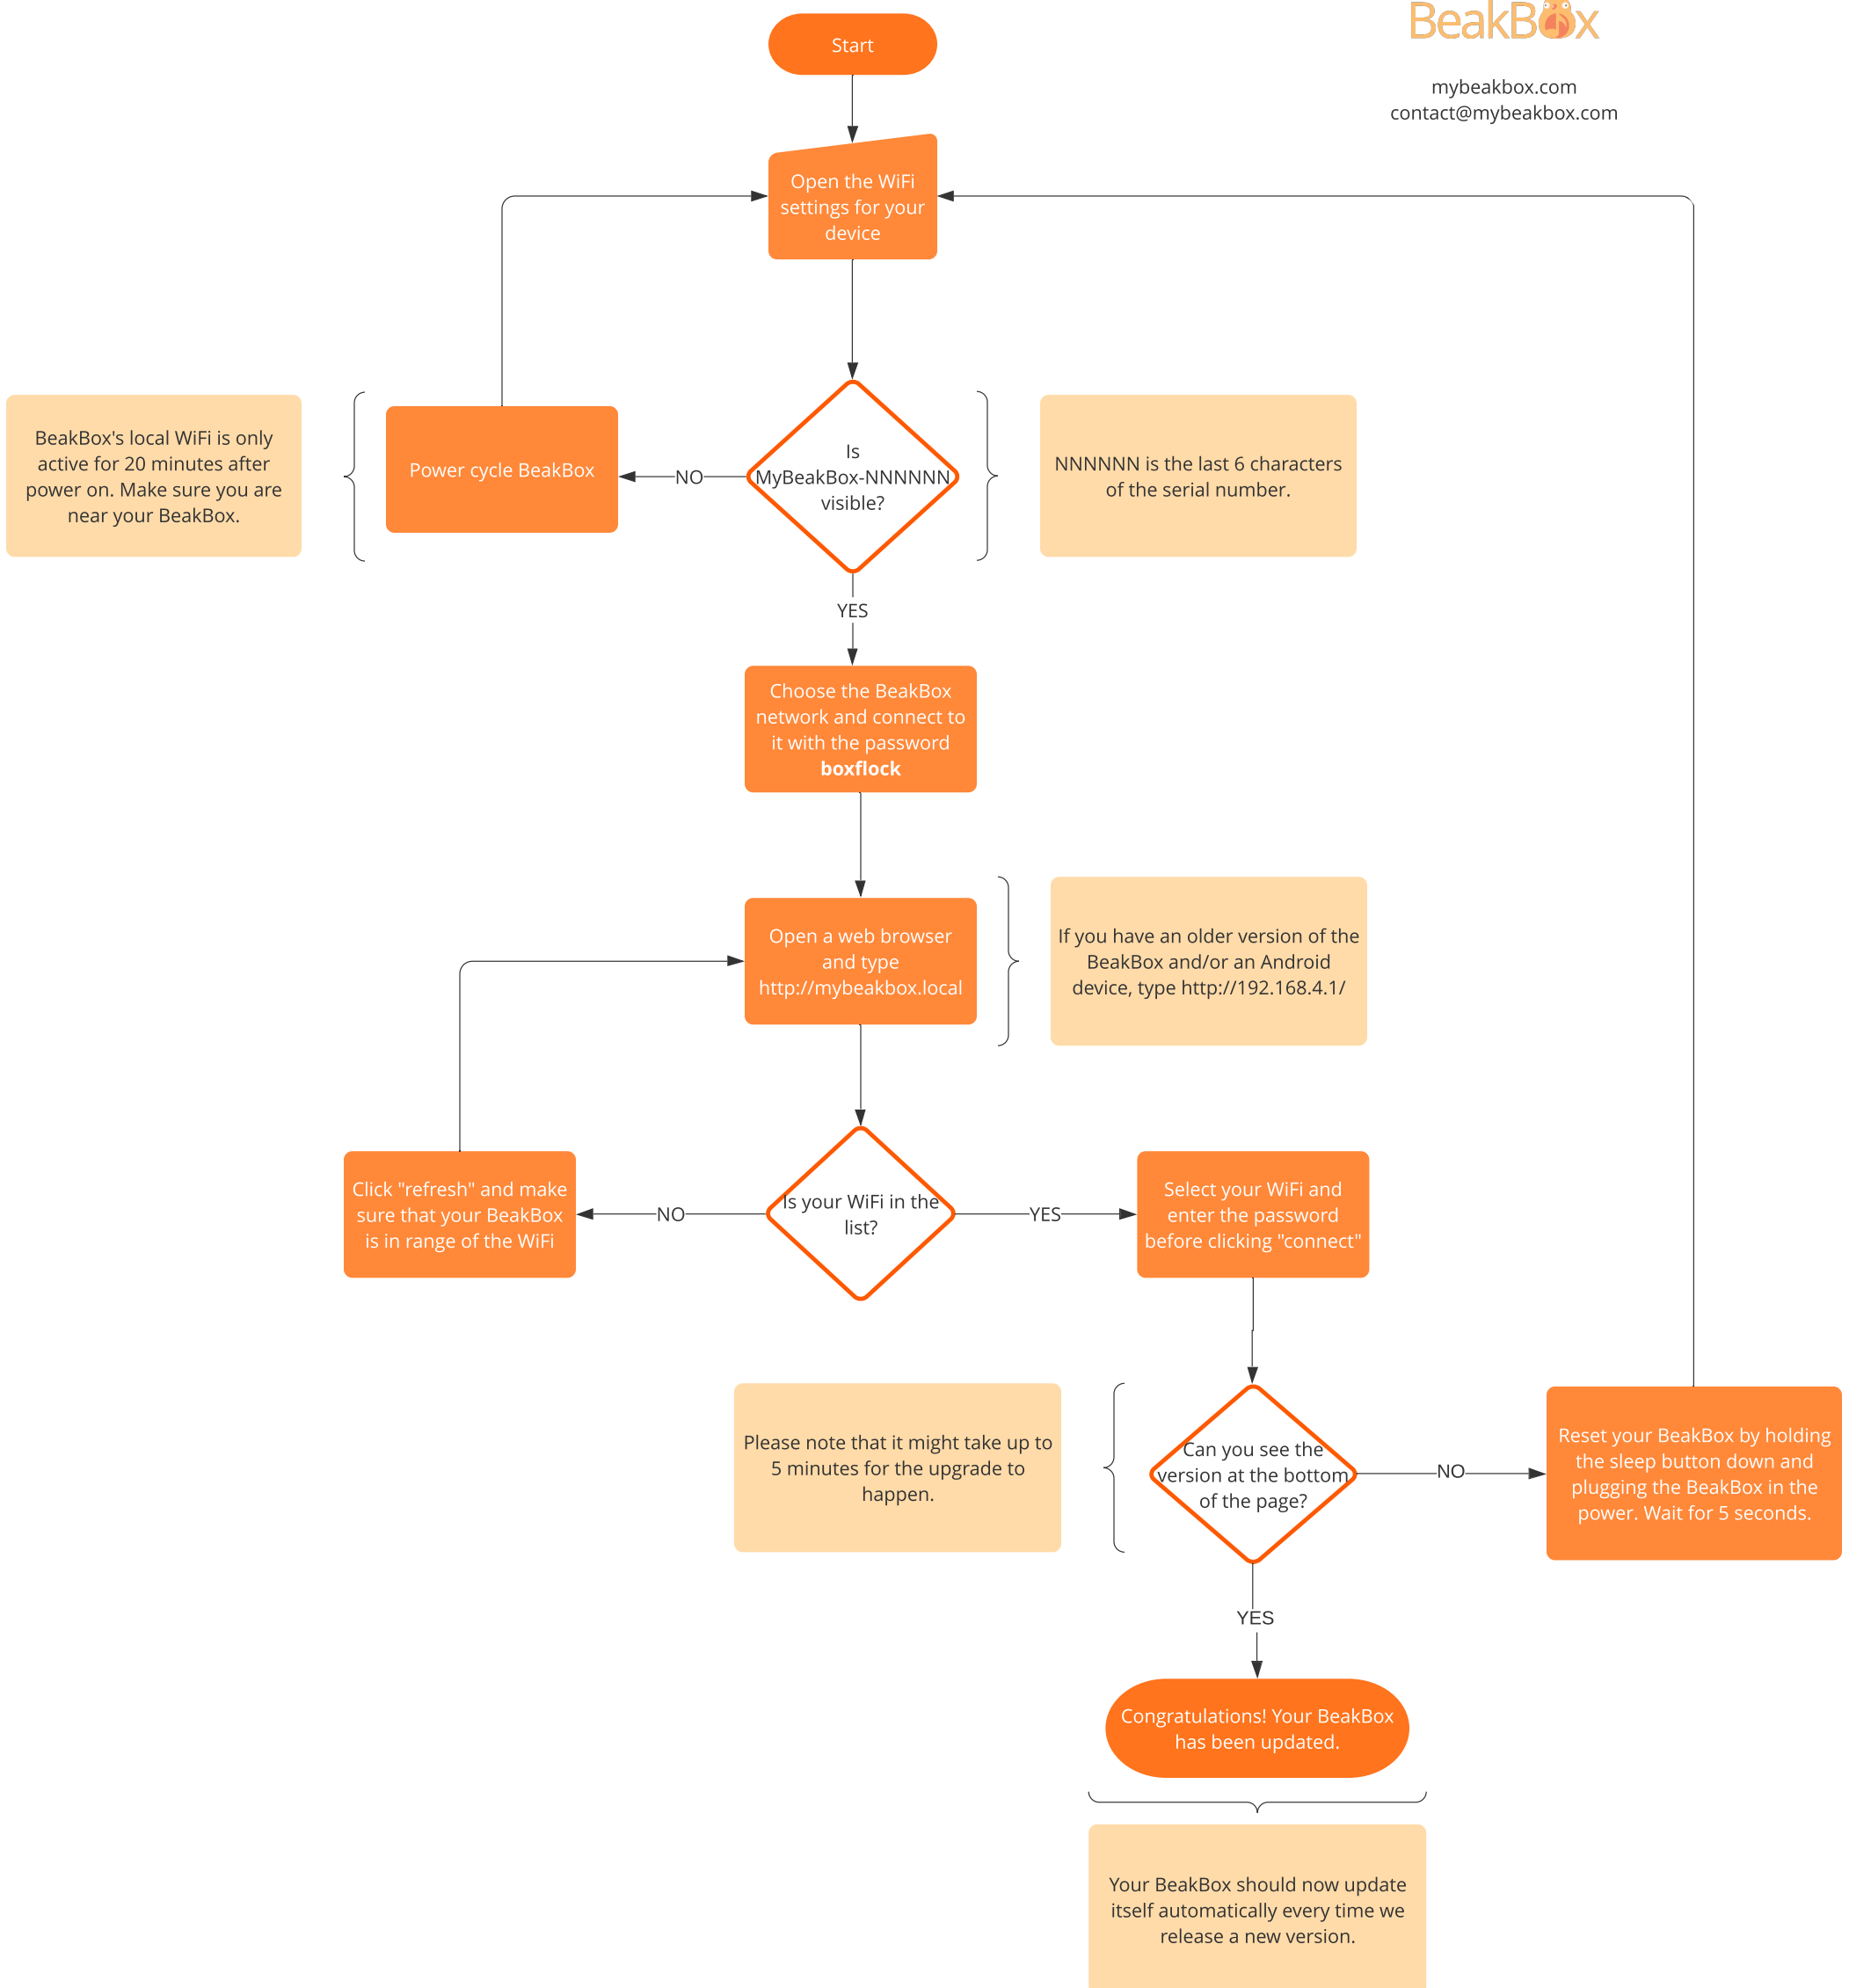 BeakBox
mybeakbox.com
contact@mybeakbox.com
Start
Open the WiFi
settings for your
device
BeakBox's local WiFi is only
active for 20 minutes after
power on. Make sure you are
near your BeakBox.
Power cycle BeakBox
NO
Is
MyBeakBox-NNNNNN
visible?
NNNNNN is the last 6 characters
of the serial number.
YES
Choose the BeakBox
network and connect to
it with the password
boxflock
Open a web browser
and type
http://mybeakbox.local
If you have an older version of the
BeakBox and/or an Android
device, type http://192.168.4.1/
Click "refresh" and make
sure that your BeakBox
is in range of the WiFi
NO
Is your WiFi in the
list?
YES
Select your WiFi and
enter the password
before clicking "connect"
Please note that it might take up to
5 minutes for the upgrade to
happen.
Can you see the
version at the bottom
of the page?
NO
Reset your BeakBox by holding
the sleep button down and
plugging the BeakBox in the
power. Wait for 5 seconds.
YES
Congratulations! Your BeakBox
has been updated.
Your BeakBox should now update
itself automatically every time we
release a new version.